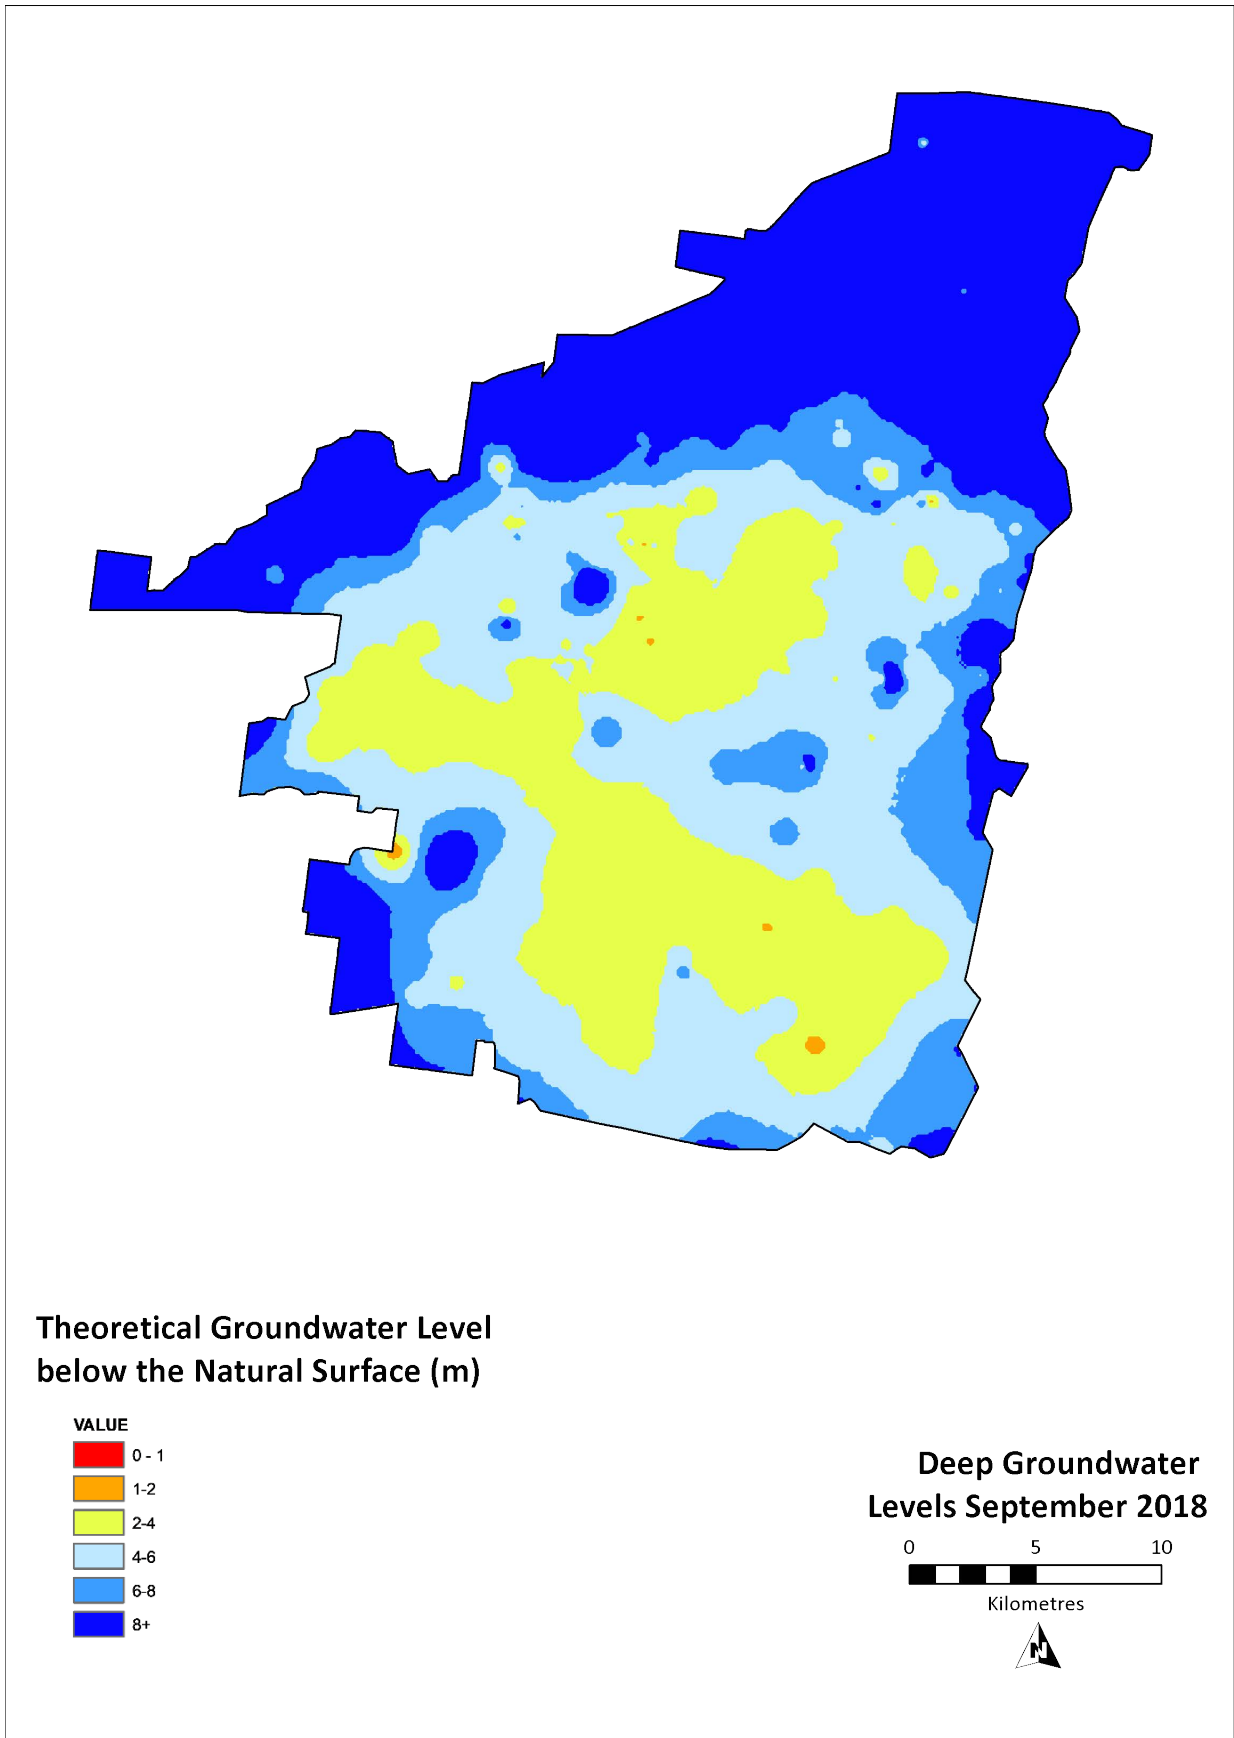 Theoretical Groundwater Level
below the Natural Surface (m)
VALUE
0 - 1
1-2
2-4
4-6
6-8
8+
Deep Groundwater
Levels September 2018
0 5 10
Kilometres
N